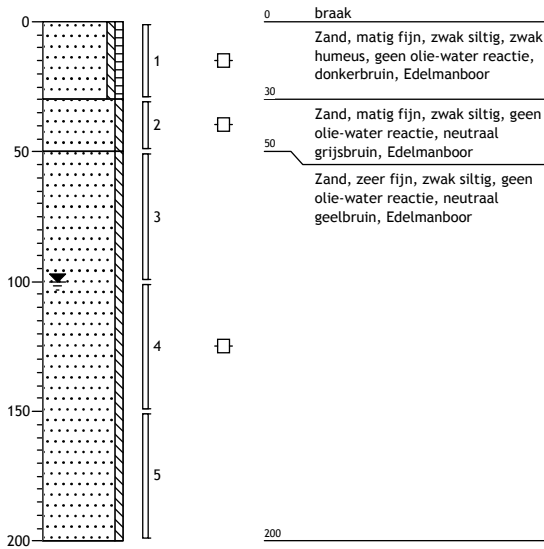 0
50
100
150
200
1
2
3
4
5
0
braak
Zand, matig fijn, zwak siltig, zwak
humeus, geen olie-water reactie,
donkerbruin, Edelmanboor
30
Zand, matig fijn, zwak siltig, geen
olie-water reactie, neutraal
grijsbruin, Edelmanboor
50
Zand, zeer fijn, zwak siltig, geen
olie-water reactie, neutraal
geelbruin, Edelmanboor
200